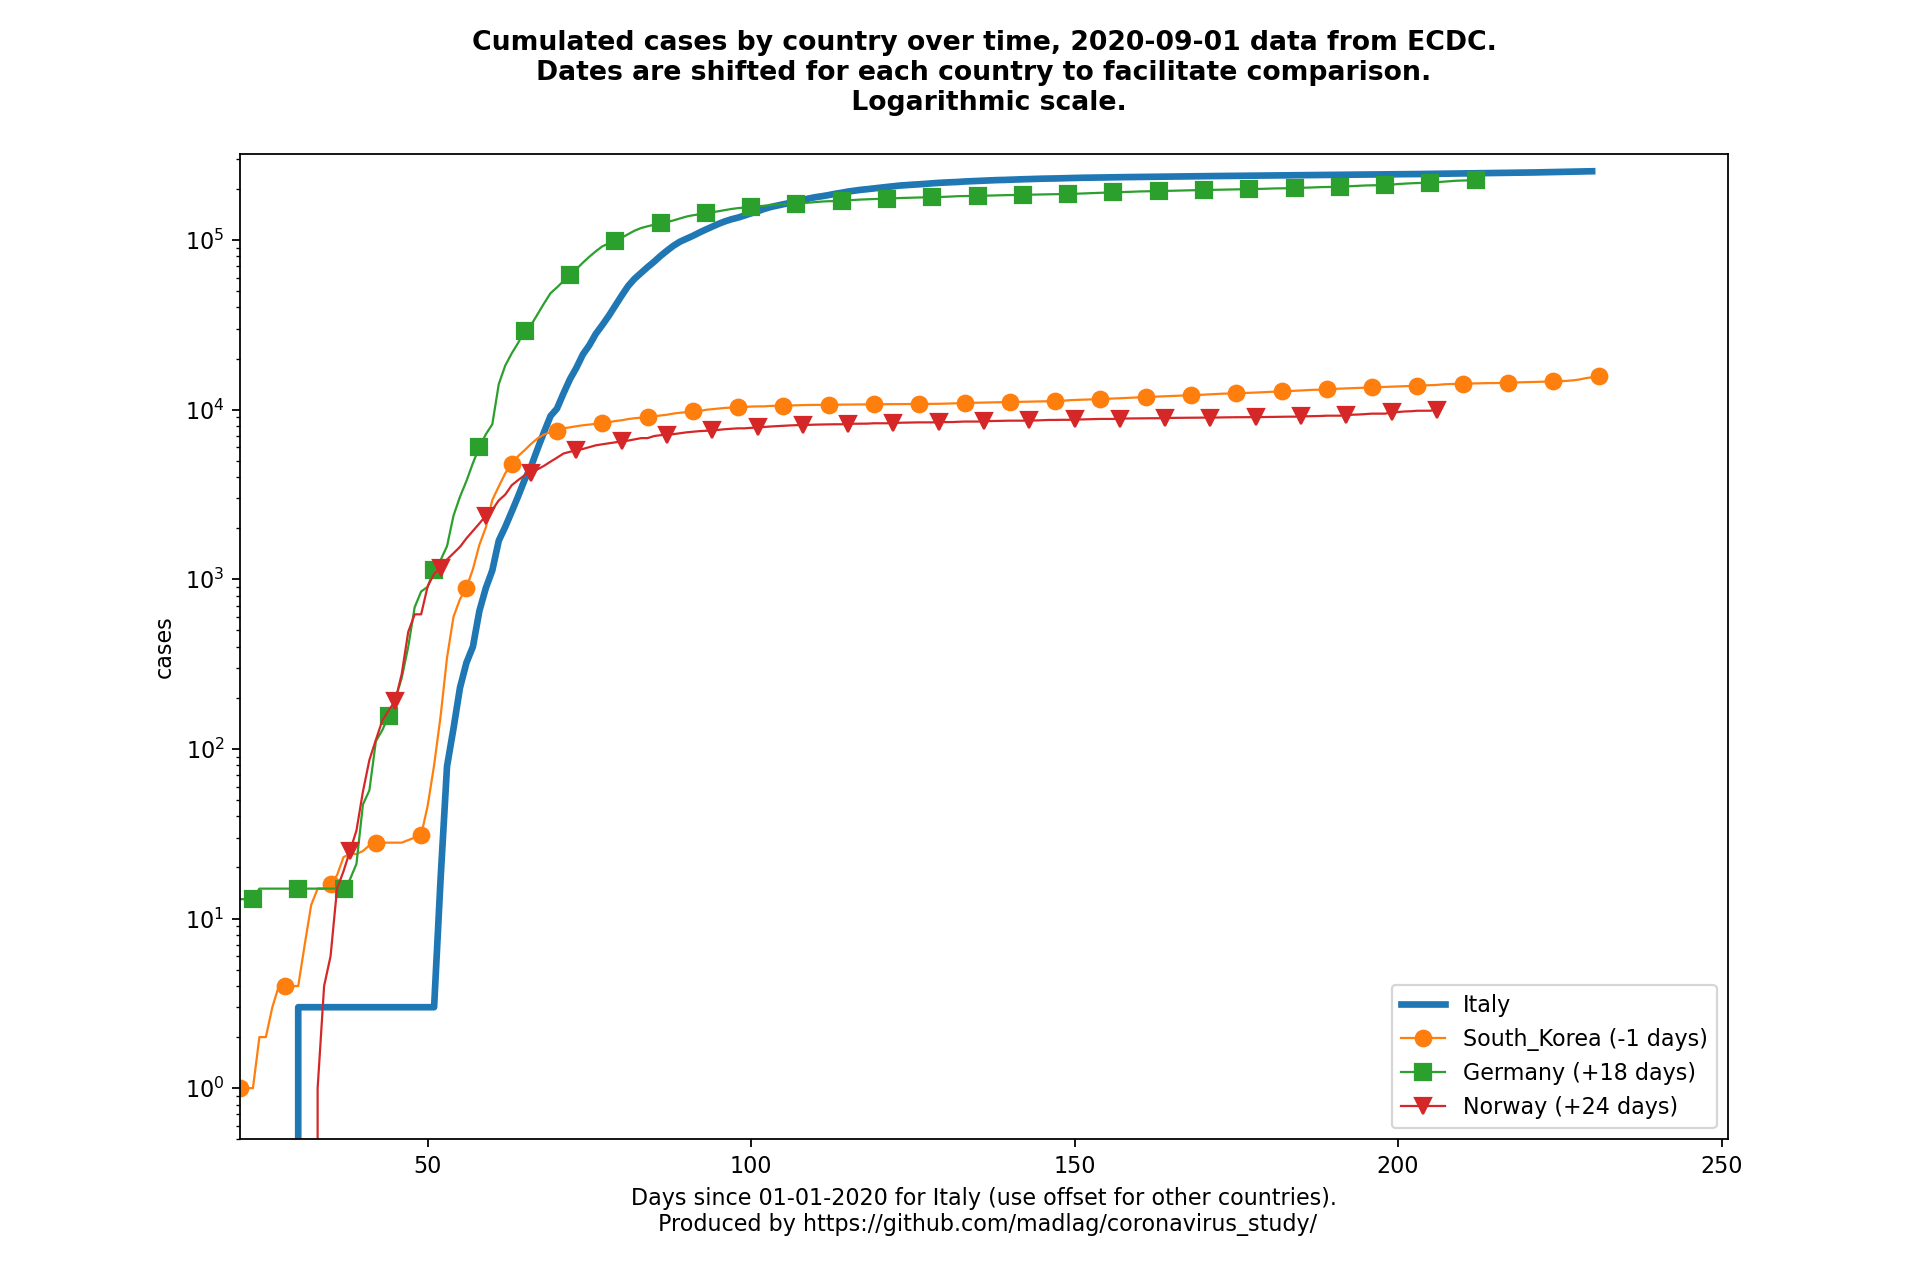 Cumulated cases by country over time, 2020-09-01 data from ECDC.
Dates are shifted for each country to facilitate comparison.
Logarithmic scale.
10^5
10^4
10^3
10^2
10^1
10^0
cases
Italy
South_Korea (-1 days)
Germany (+18 days)
Norway (+24 days)
50 100 150 200 250
Days since 01-01-2020 for Italy (use offset for other countries).
Produced by https://github.com/madlag/coronavirus_study/